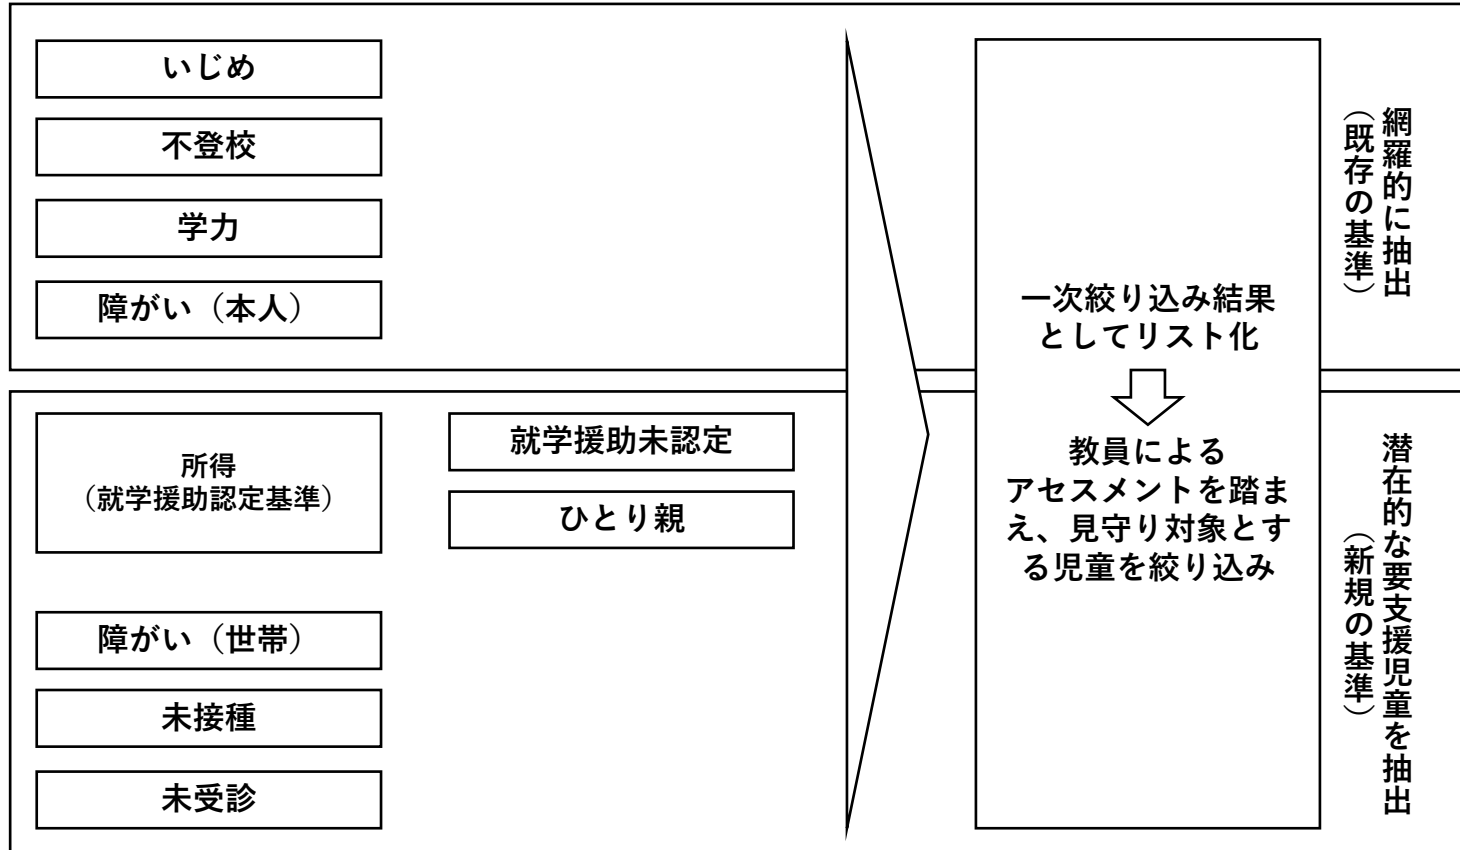 いじめ
不登校
学力
障がい（本人）
所得
（就学援助認定基準）
就学援助未認定
ひとり親
障がい（世帯）
未接種
未受診
一次絞り込み結果
としてリスト化
教員による
アセスメントを踏ま
え、見守り対象とす
る児童を絞り込み
網羅的に抽出
（既存の基準）
潜在的な要支援児童を抽出
（新規の基準）